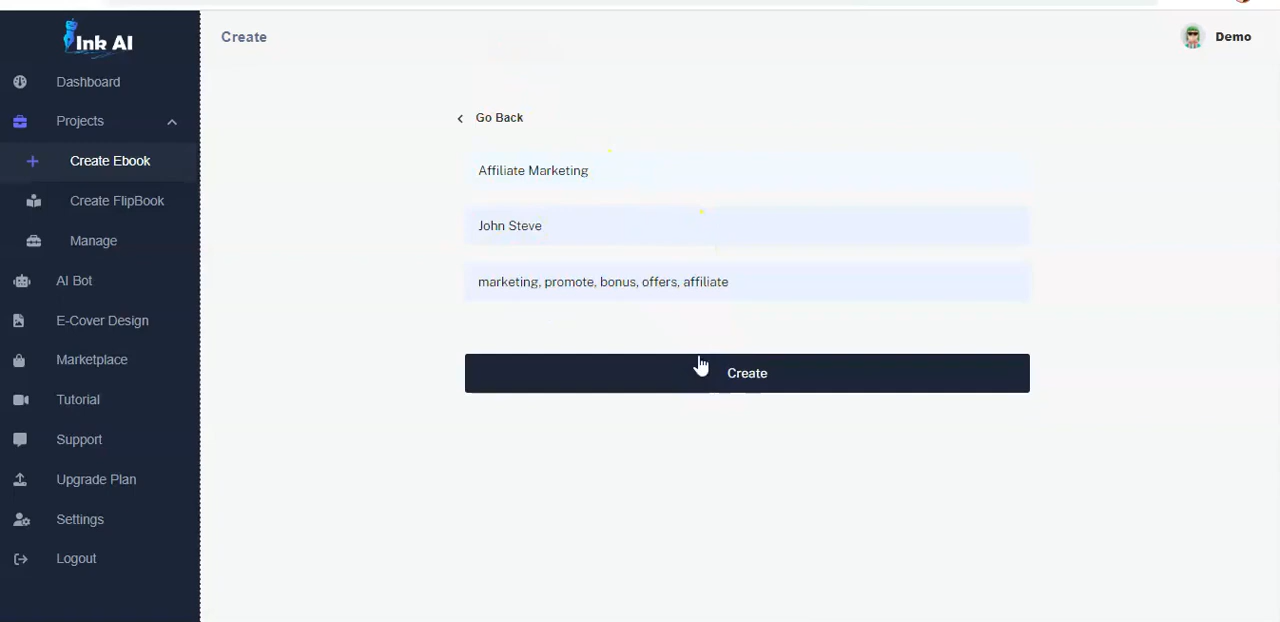 Ink AI
Create
Demo
Dashboard
Projects
Create Ebook
Create FlipBook
Manage
AI Bot
E-Cover Design
Marketplace
Tutorial
Support
Upgrade Plan
Settings
Logout
Go Back
Affiliate Marketing
John Steve
marketing, promote, bonus, offers, affiliate
Create